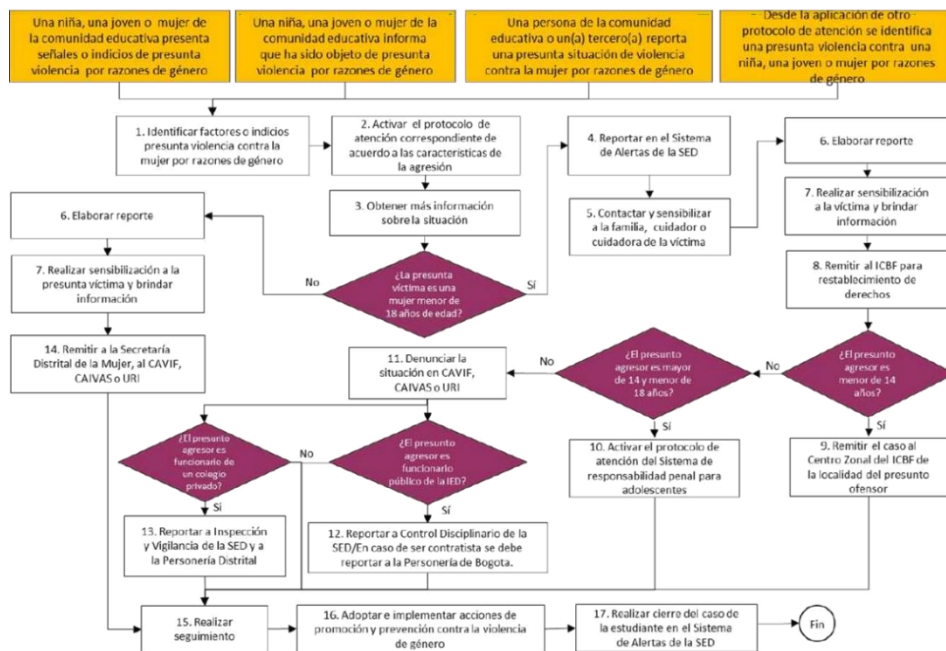 Una niña, una joven o mujer de
la comunidad educativa presenta
señales o indicios de presunta
violencia por razones de género
Una niña, una joven o mujer de la
comunidad educativa informa
que ha sido objeto de presunta
violencia por razones de género
Una persona de la comunidad
educativa o un(a) tercero(a) reporta
una presunta situación de violencia
contra la mujer por razones de género
Desde la aplicación de otro
protocolo de atención se identifica
una presunta violencia contra una
niña, una joven o mujer por razones
de género
1. Identificar factores o indicios
presunta violencia contra la
mujer por razones de género
2. Activar el protocolo de
atención correspondiente de
acuerdo a las características de
la agresión
3. Obtener más información
sobre la situación
4. Reportar en el Sistema
de Alertas de la SED
5. Contactar y sensibilizar
a la familia, cuidador o
cuidadora de la víctima
6. Elaborar reporte
7. Realizar sensibilización
a la víctima y brindar
información
8. Remitir al ICBF para
restablecimiento de
derechos
6. Elaborar reporte
7. Realizar sensibilización a la
presunta víctima y brindar
información
14. Remitir a la Secretaría
Distrital de la Mujer, al CAVIF,
CAIVAS o URI
No
¿La presunta
víctima es una
mujer menor de
18 años de edad?
Sí
11. Denunciar la
situación en CAVIF,
CAIVAS o URI
No
¿El presunto
agresor es mayor
de 14 y menor de
18 años?
No
¿El presunto
agresor es
menor de 14
años?
Sí
Sí
¿El presunto
agresor es
funcionario de
un colegio
privado?
No
¿El presunto
agresor es
funcionario
público de la IED?
10. Activar el protocolo de
atención del Sistema de
responsabilidad penal para
adolescentes
9. Remitir el caso al
Centro Zonal del ICBF de
la localidad del presunto
ofensor
Sí
Sí
13. Reportar a Inspección
y Vigilancia de la SED y a
la Personería Distrital
12. Reportar a Control Disciplinario de la
SED/En caso de ser contratista se debe
reportar a la Personería de Bogota.
15. Realizar
seguimiento
16. Adoptar e implementar acciones de
promoción y prevención contra la violencia
de género
17. Realizar cierre del caso de
la estudiante en el Sistema
de Alertas de la SED
Fin